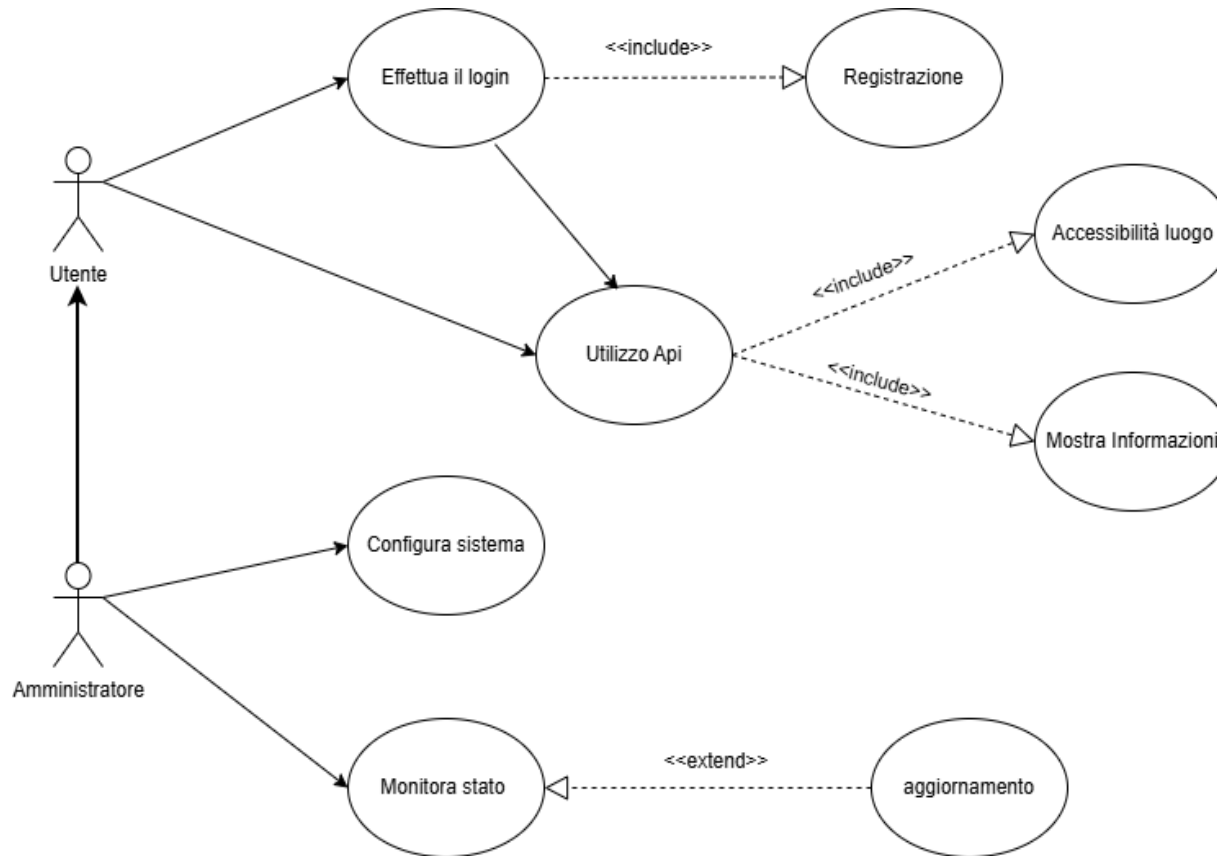 Effettua il login
<<include>>
Registrazione
Utente
Accessibilità luogo
<<include>>
Utilizzo Api
<<include>>
Mostra Informazioni
Configura sistema
Amministratore
Monitora stato
<<extend>>
aggiornamento